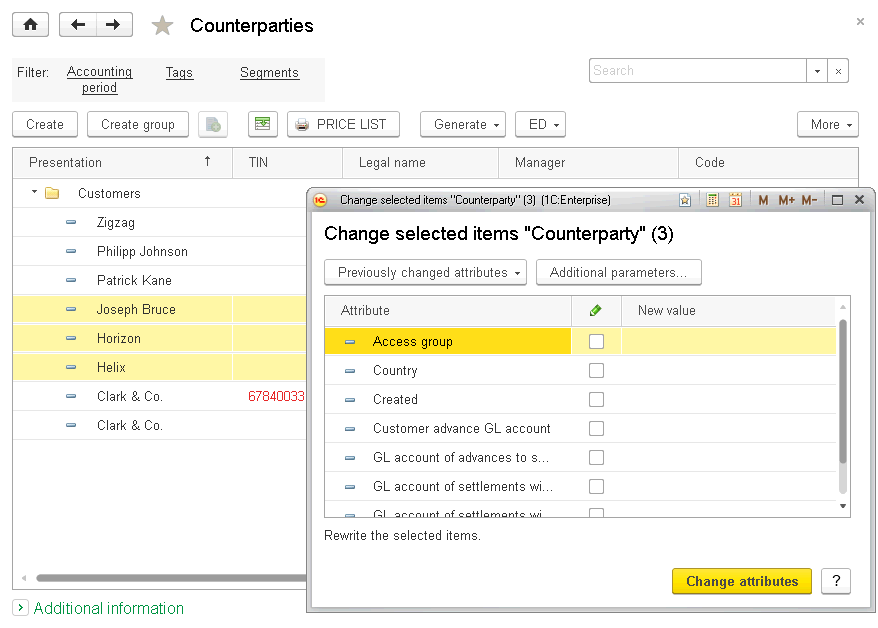 Counterparties
Filter: Accounting period Tags Segments
Search
Create Create group PRICE LIST Generate ED More
Presentation ↑ TIN Legal name Manager Code
Customers
Zigzag
Philipp Johnson
Patrick Kane
Joseph Bruce
Horizon
Helix
Clark & Co. 67840033
Clark & Co.
Additional information
1C Change selected items "Counterparty" (3) (1C:Enterprise) 31 M M+ M-
Change selected items "Counterparty" (3)
Previously changed attributes Additional parameters...
Attribute New value
Access group
Country
Created
Customer advance GL account
GL account of advances to s...
GL account of settlements wi...
GL account of settlements wi...
Rewrite the selected items.
Change attributes ?